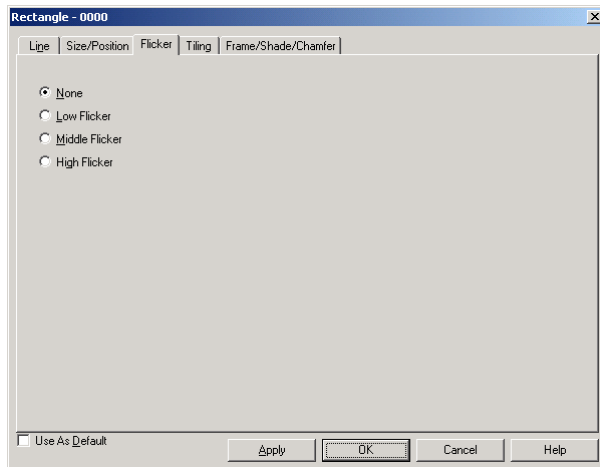 Rectangle - 0000
Line Size/Position Flicker Tiling Frame/Shade/Chamfer
None
Low Flicker
Middle Flicker
High Flicker
Use As Default
Apply OK Cancel Help